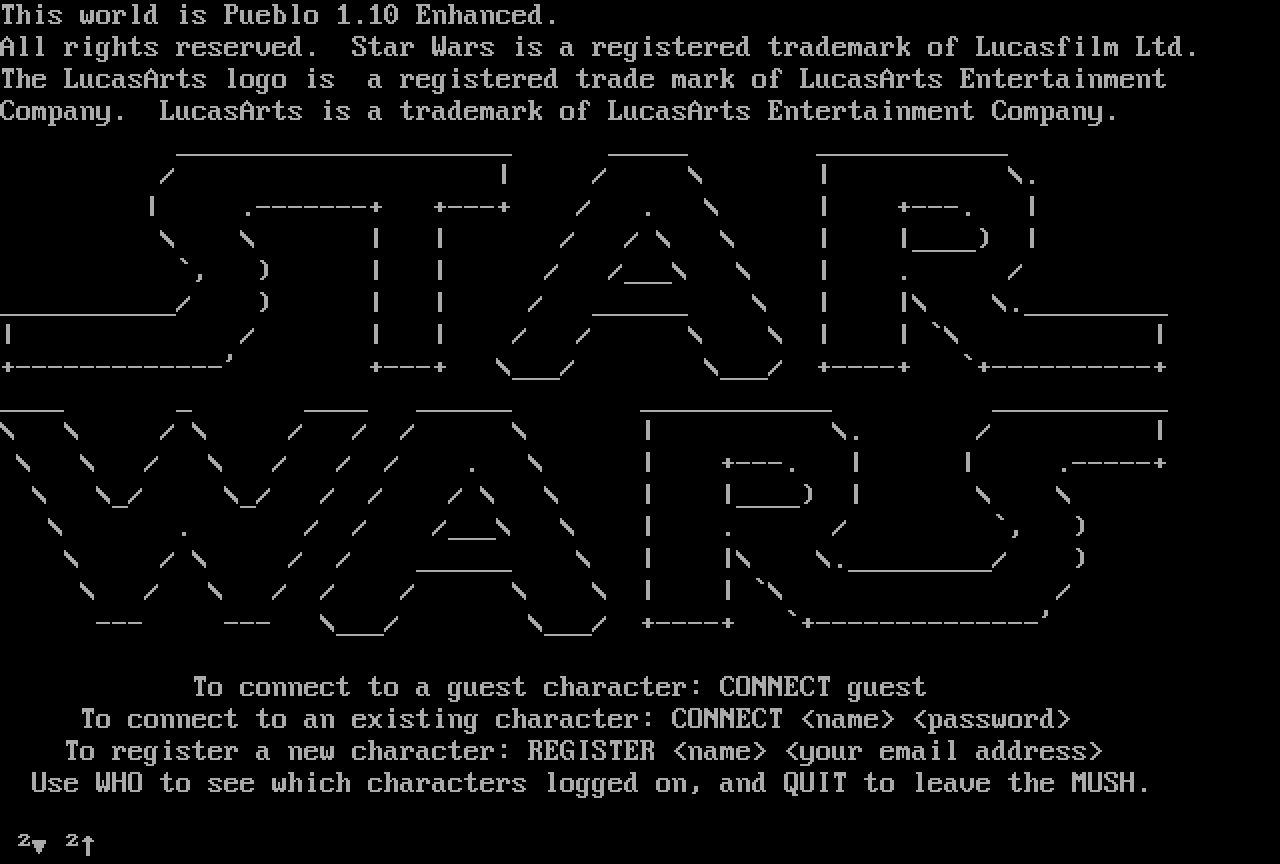 This world is Pueblo 1.10 Enhanced.
All rights reserved.  Star Wars is a registered trademark of Lucasfilm Ltd.
The LucasArts logo is  a registered trade mark of LucasArts Entertainment
Company.  LucasArts is a trademark of LucasArts Entertainment Company.
STAR
WARS
To connect to a guest character: CONNECT guest
To connect to an existing character: CONNECT <name> <password>
To register a new character: REGISTER <name> <your email address>
Use WHO to see which characters logged on, and QUIT to leave the MUSH.
²▼ ²↑